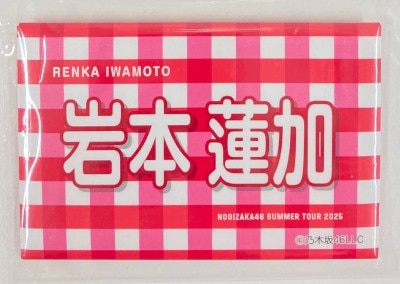 RENKA IWAMOTO
岩本 蓮加
NOGIZAKA46 SUMMER TOUR 2025
©乃木坂46LLC